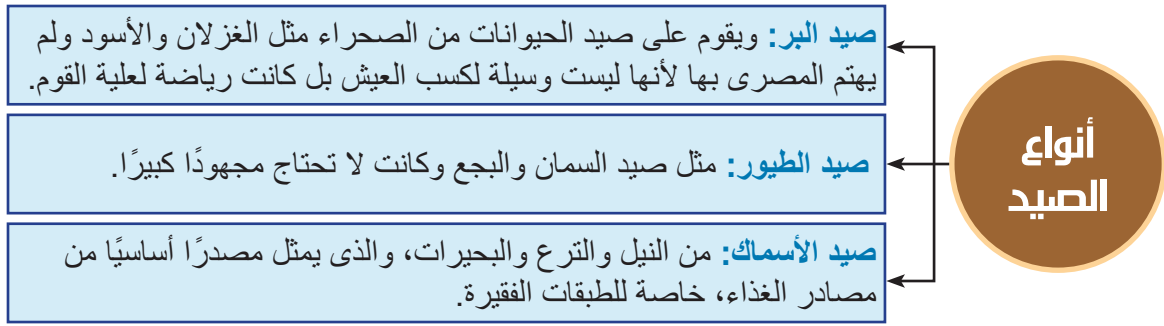 أنواع
الصيد
صيد البر: ويقوم على صيد الحيوانات من الصحراء مثل الغزلان والأسود ولم
يهتم المصرى بها لأنها ليست وسيلة لكسب العيش بل كانت رياضة لعلية القوم.
صيد الطيور: مثل صيد السمان والبجع وكانت لا تحتاج مجهودًا كبيرًا.
صيد الأسماك: من النيل والترع والبحيرات، والذى يمثل مصدرًا أساسيًا من
مصادر الغذاء، خاصة للطبقات الفقيرة.